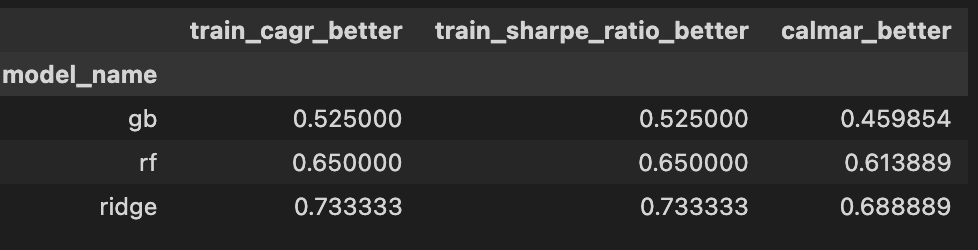 train_cagr_better train_sharpe_ratio_better calmar_better
model_name
gb 0.525000 0.525000 0.459854
rf 0.650000 0.650000 0.613889
ridge 0.733333 0.733333 0.688889